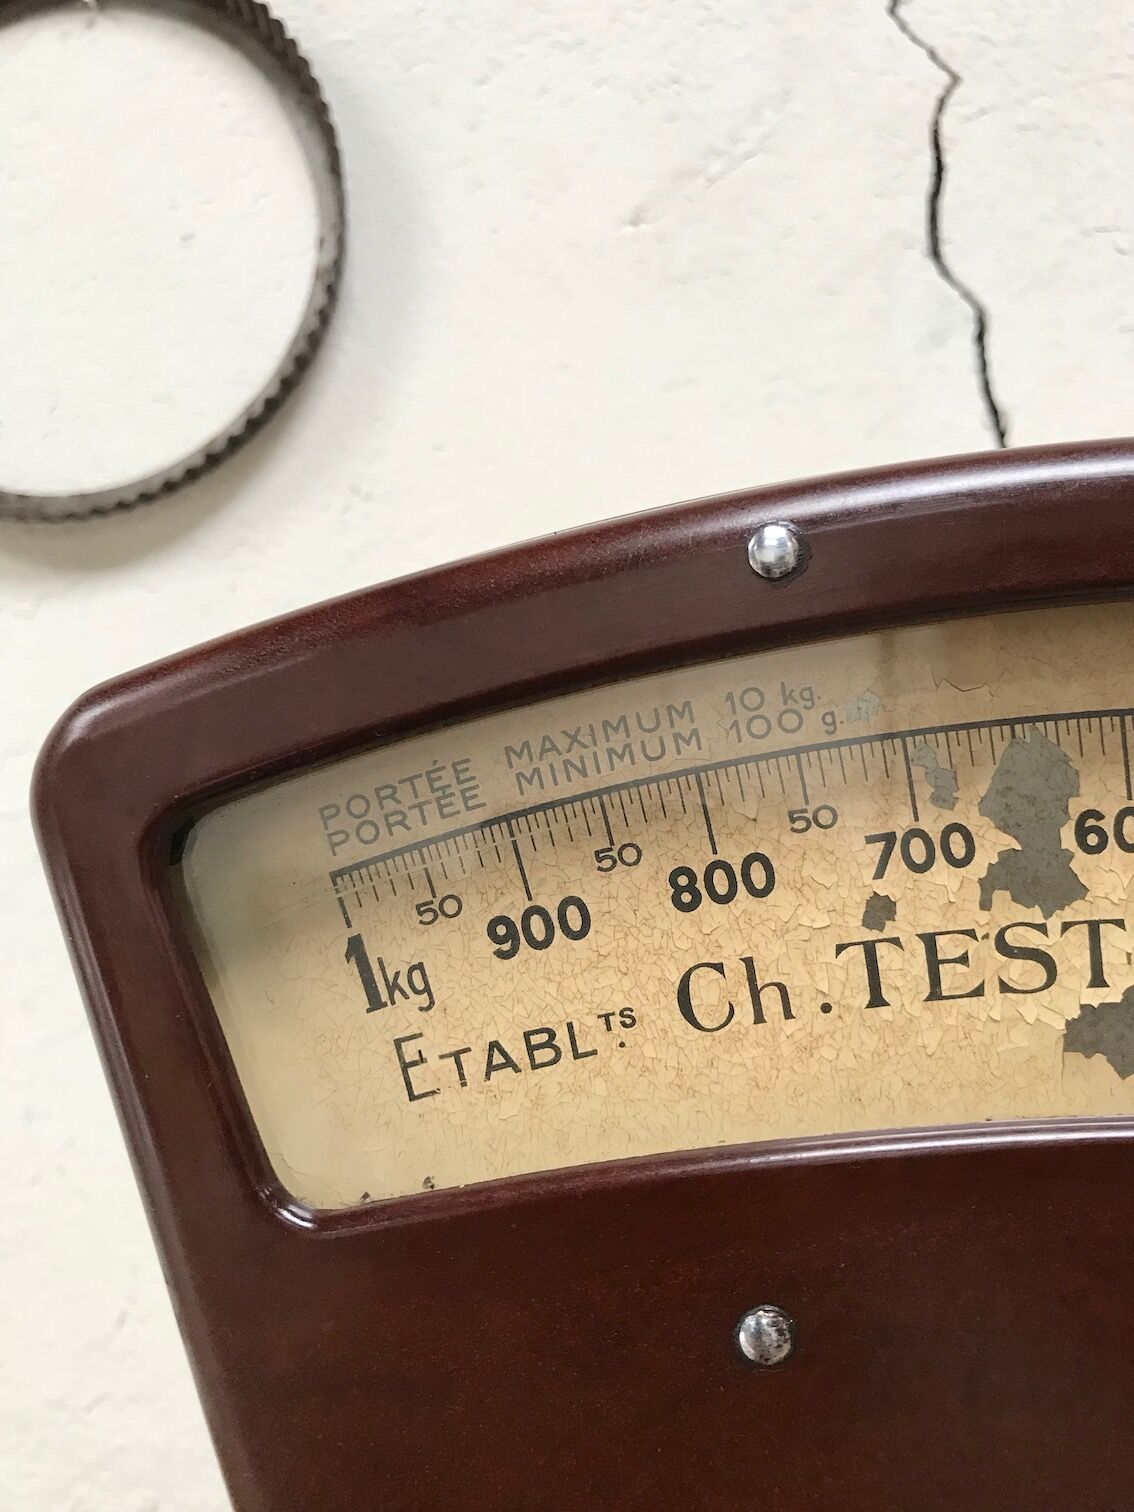 PORTÉE MAXIMUM 10 kg.
PORTÉE MINIMUM 100 g.
1kg 50 900 50 800 50 700 60
ETABLTS. Ch. TEST